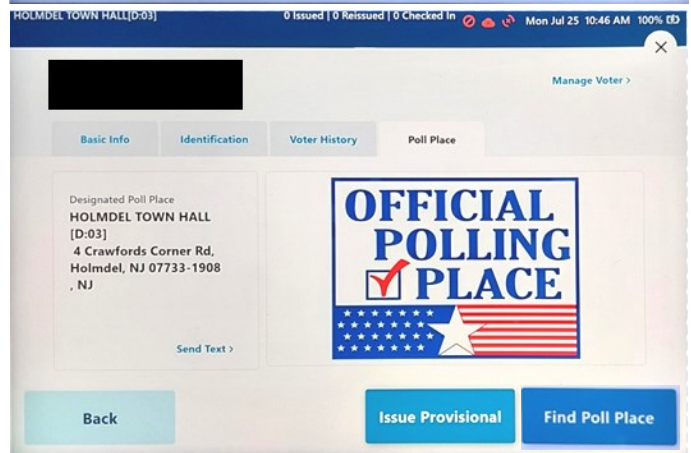 HOLMDEL TOWN HALL[D:03] 0 Issued | 0 Reissued | 0 Checked In Mon Jul 25 10:46 AM 100%
Manage Voter >
Basic Info Identification Voter History Poll Place
Designated Poll Place
HOLMDEL TOWN HALL
[D:03]
4 Crawfords Corner Rd,
Holmdel, NJ 07733-1908
, NJ
Send Text >
OFFICIAL
POLLING
PLACE
Back Issue Provisional Find Poll Place